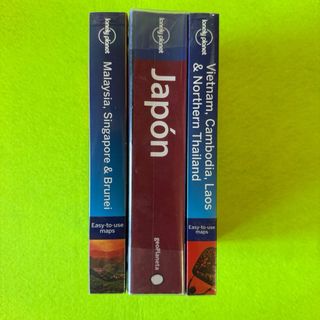 lonely planet
Malaysia, Singapore & Brunei
Easy-to-use
maps
lonely planet
Japón
geoPlaneta
lonely planet
Vietnam, Cambodia, Laos
& Northern Thailand
Easy-to-use
maps